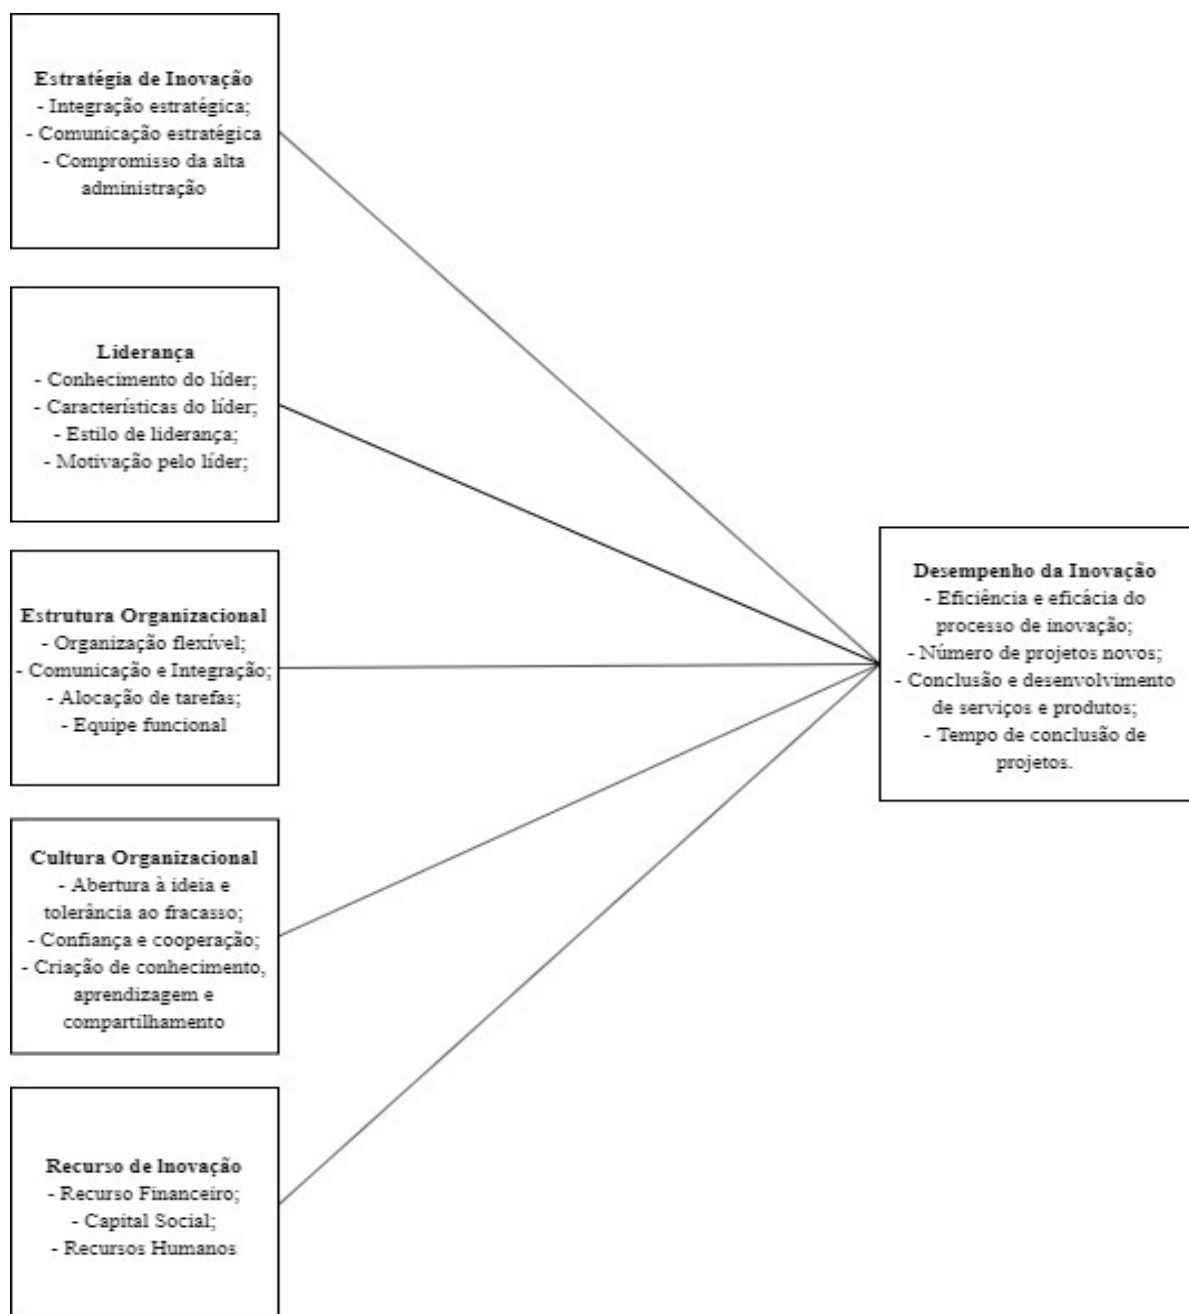 Estratégia de Inovação
- Integração estratégica;
- Comunicação estratégica
- Compromisso da alta
administração
Liderança
- Conhecimento do líder;
- Características do líder;
- Estilo de liderança;
- Motivação pelo líder;
Estrutura Organizacional
- Organização flexível;
- Comunicação e Integração;
- Alocação de tarefas;
- Equipe funcional
Cultura Organizacional
- Abertura à ideia e
tolerância ao fracasso;
- Confiança e cooperação;
- Criação de conhecimento,
aprendizagem e
compartilhamento
Recurso de Inovação
- Recurso Financeiro;
- Capital Social;
- Recursos Humanos
Desempenho da Inovação
- Eficiência e eficácia do
processo de inovação;
- Número de projetos novos;
- Conclusão e desenvolvimento
de serviços e produtos;
- Tempo de conclusão de
projetos.